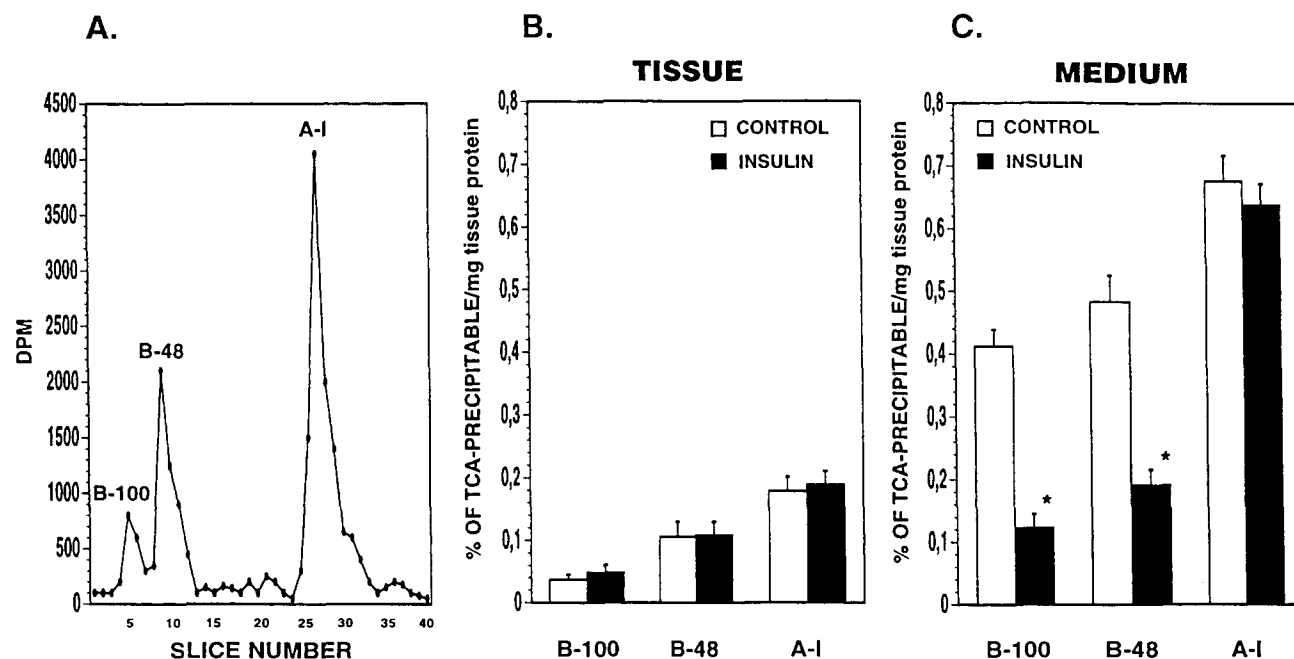 A.
4500
4000
3500
3000
2500
2000
1500
1000
500
0
DPM
B-100
B-48
A-I
5 10 15 20 25 30 35 40
SLICE NUMBER
B.
TISSUE
% OF TCA-PRECIPITABLE/mg tissue protein
0,8
0,7
0,6
0,5
0,4
0,3
0,2
0,1
0
CONTROL
INSULIN
B-100 B-48 A-I
C.
MEDIUM
% OF TCA-PRECIPITABLE/mg tissue protein
0,8
0,7
0,6
0,5
0,4
0,3
0,2
0,1
0
CONTROL
INSULIN
*
*
B-100 B-48 A-I